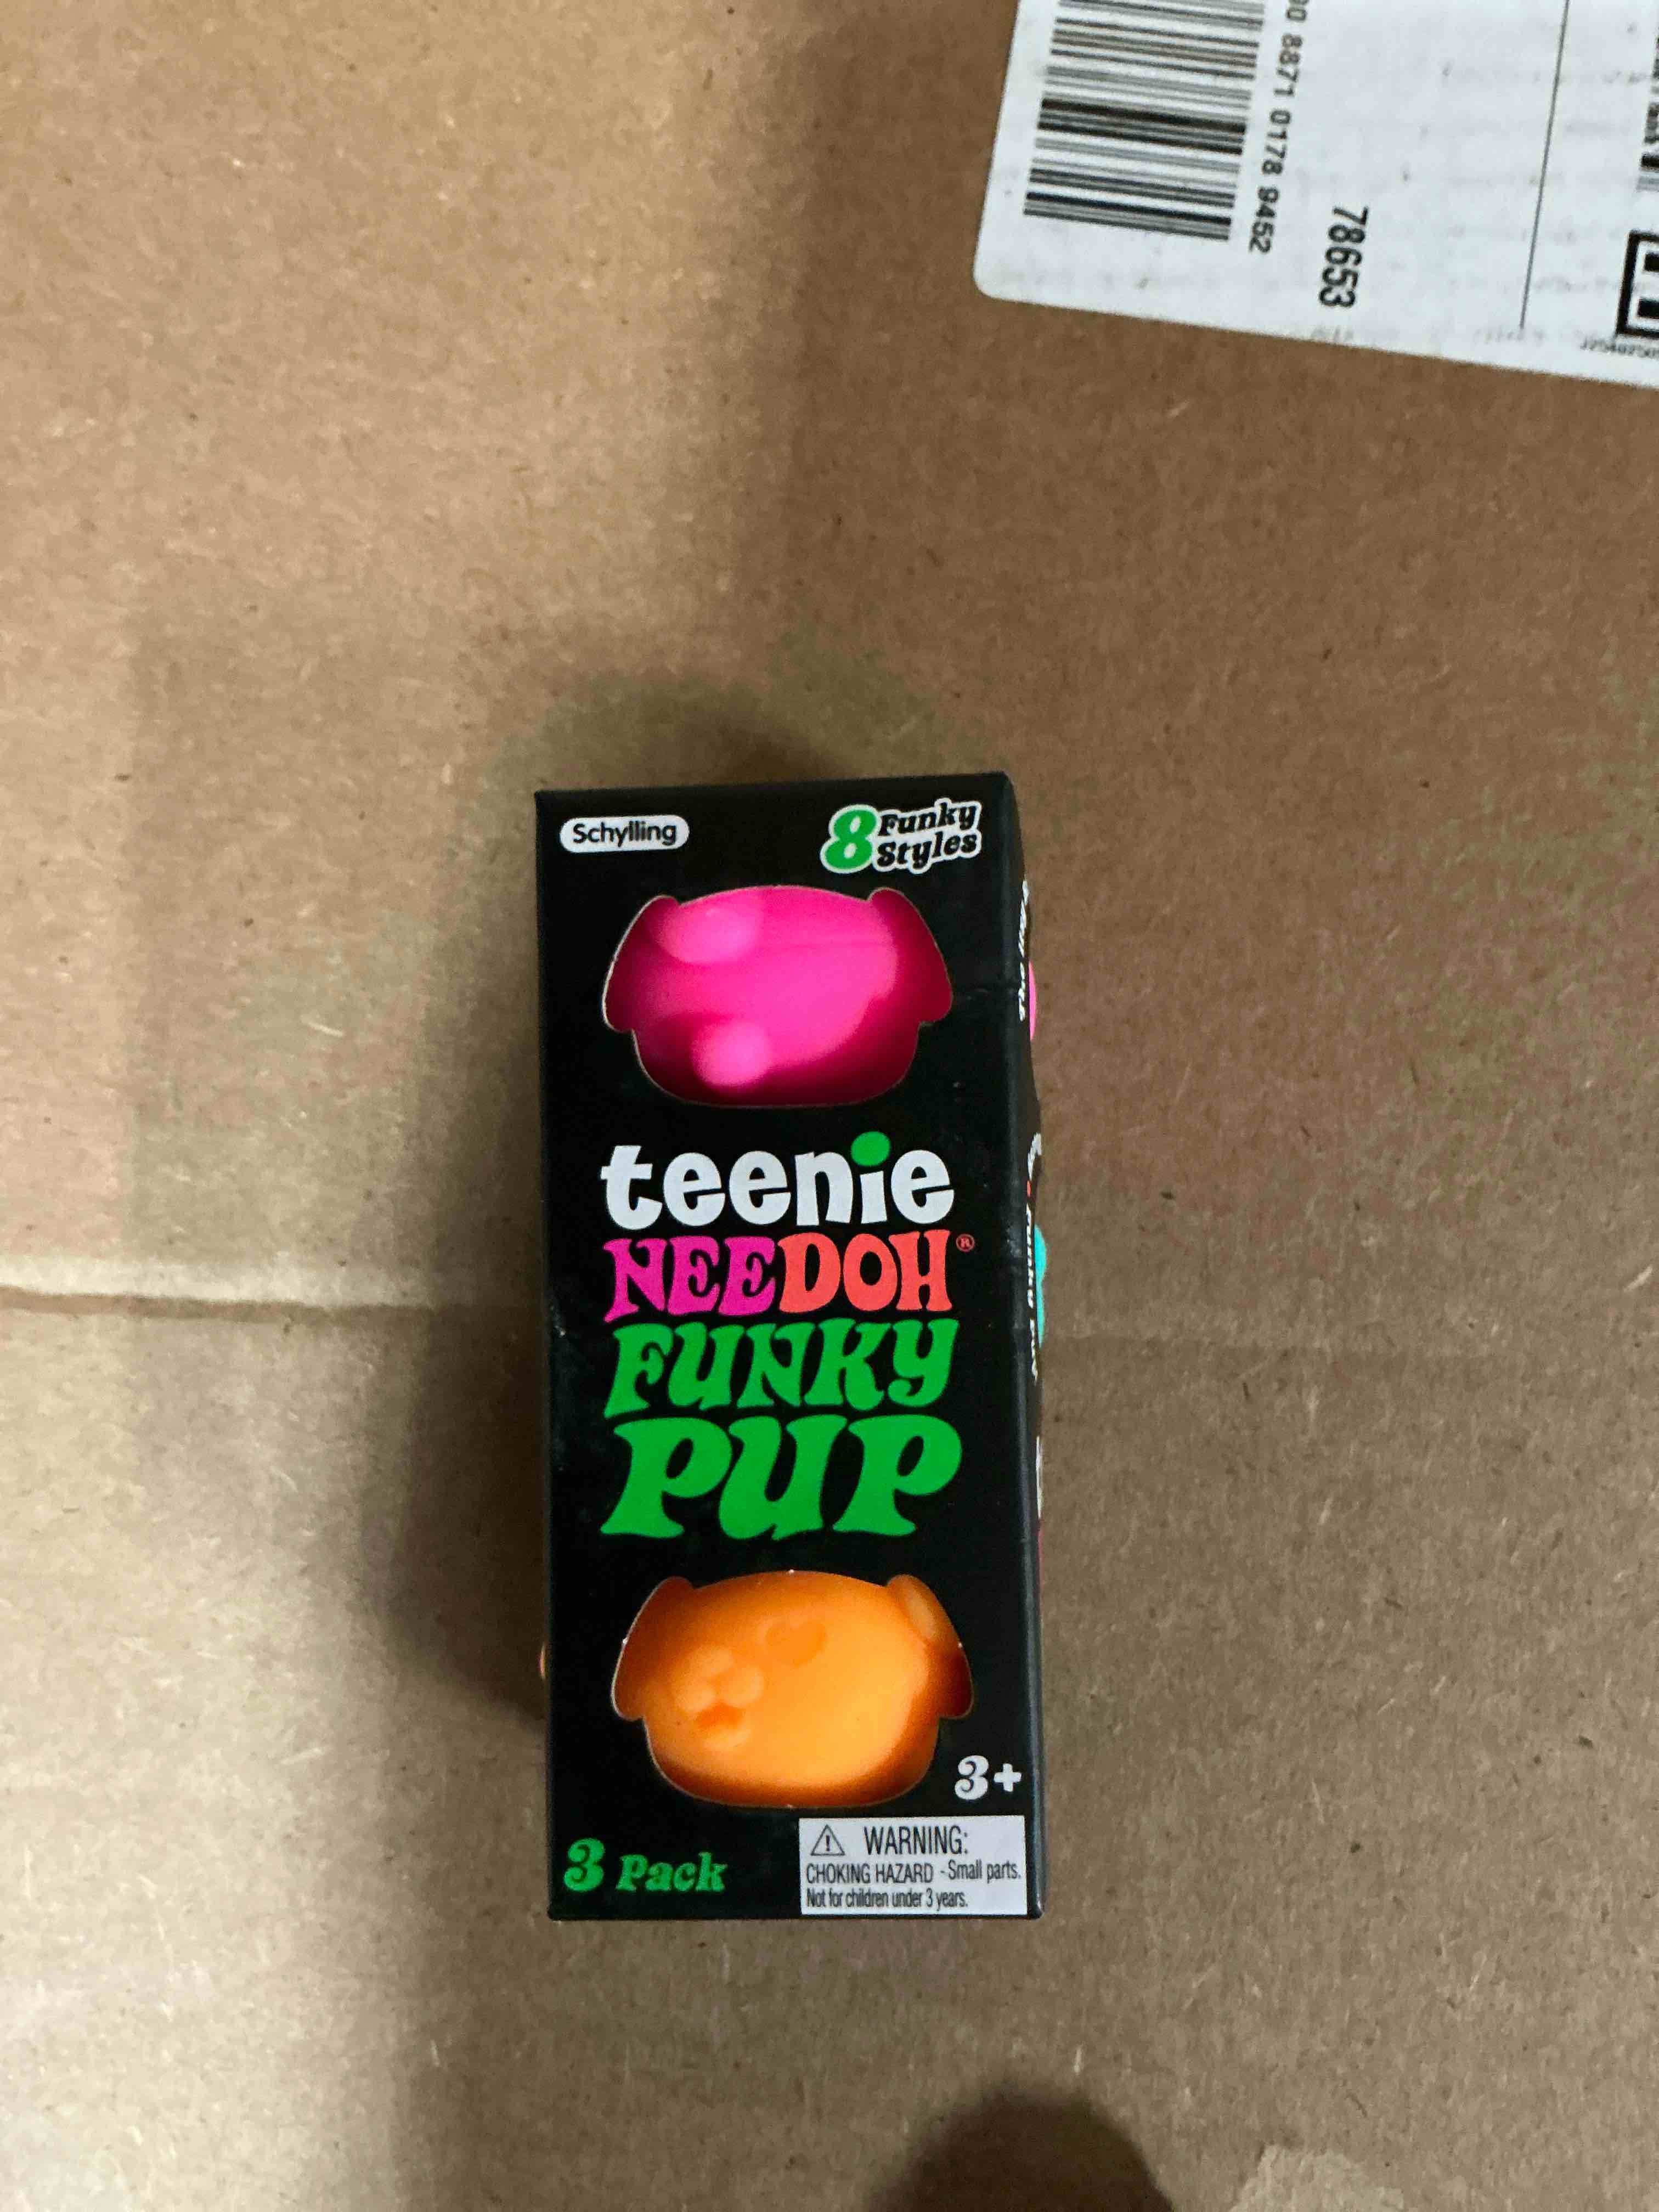 8871 0178 9452
78653
Schylling
8 Funky
Styles
teenie
NEEDOH®
FUNKY
PUP
3+
3 Pack
WARNING:
CHOKING HAZARD - Small parts.
Not for children under 3 years.